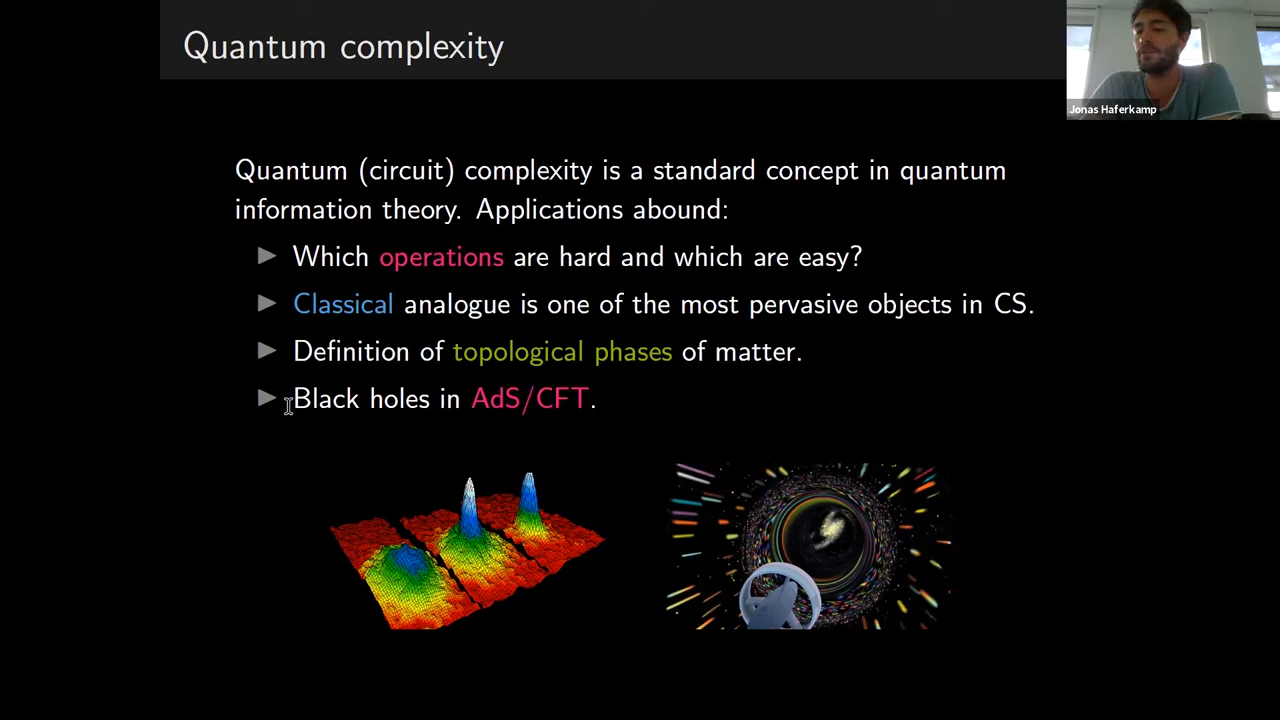 Quantum complexity
Jonas Haferkamp
Quantum (circuit) complexity is a standard concept in quantum
information theory. Applications abound:
Which operations are hard and which are easy?
Classical analogue is one of the most pervasive objects in CS.
Definition of topological phases of matter.
Black holes in AdS/CFT.